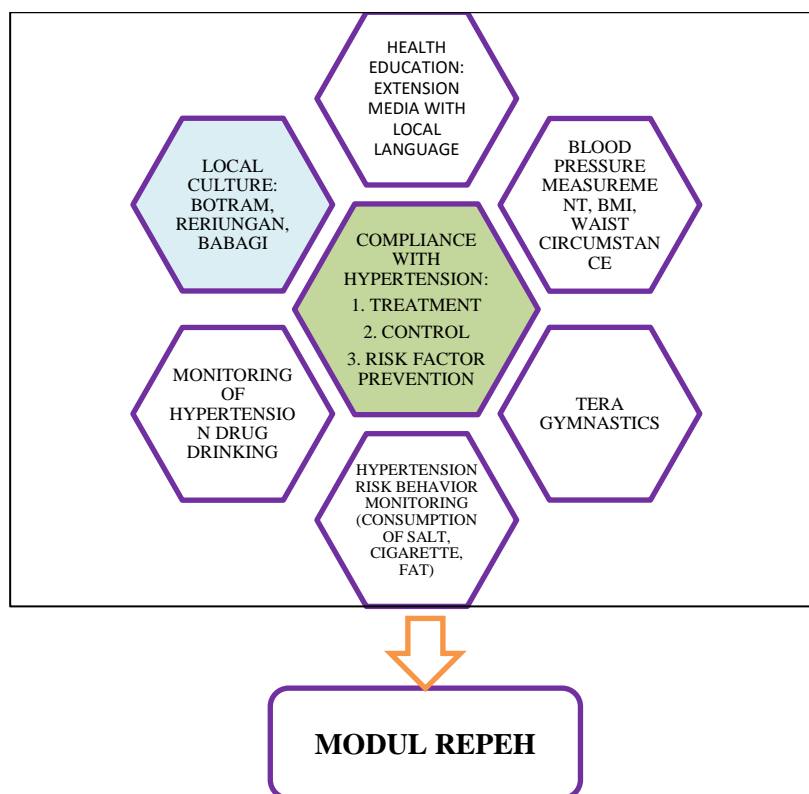 HEALTH
EDUCATION:
EXTENSION
MEDIA WITH
LOCAL
LANGUAGE
LOCAL
CULTURE:
BOTRAM,
RERIUNGAN,
BABAGI
BLOOD
PRESSURE
MEASUREME
NT, BMI,
WAIST
CIRCUMSTAN
CE
COMPLIANCE
WITH
HYPERTENSION:
1. TREATMENT
2. CONTROL
3. RISK FACTOR
PREVENTION
MONITORING
OF
HYPERTENSIO
N DRUG
DRINKING
TERA
GYMNASTICS
HYPERTENSION
RISK BEHAVIOR
MONITORING
(CONSUMPTION
OF SALT,
CIGARETTE,
FAT)
MODUL REPEH